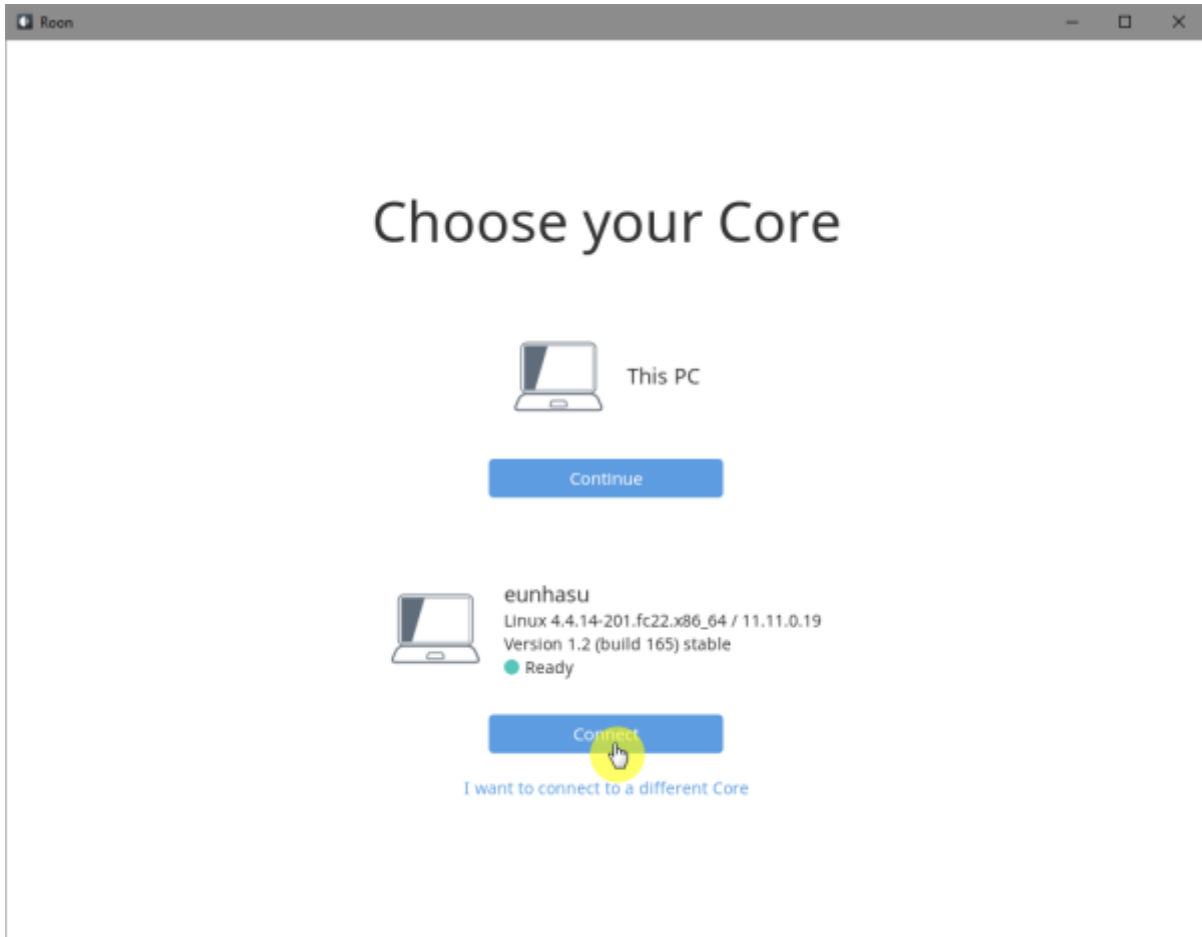 Roon
Choose your Core
This PC
Continue
eunhasu
Linux 4.4.14-201.fc22.x86_64 / 11.11.0.19
Version 1.2 (build 165) stable
Ready
Connect
I want to connect to a different Core